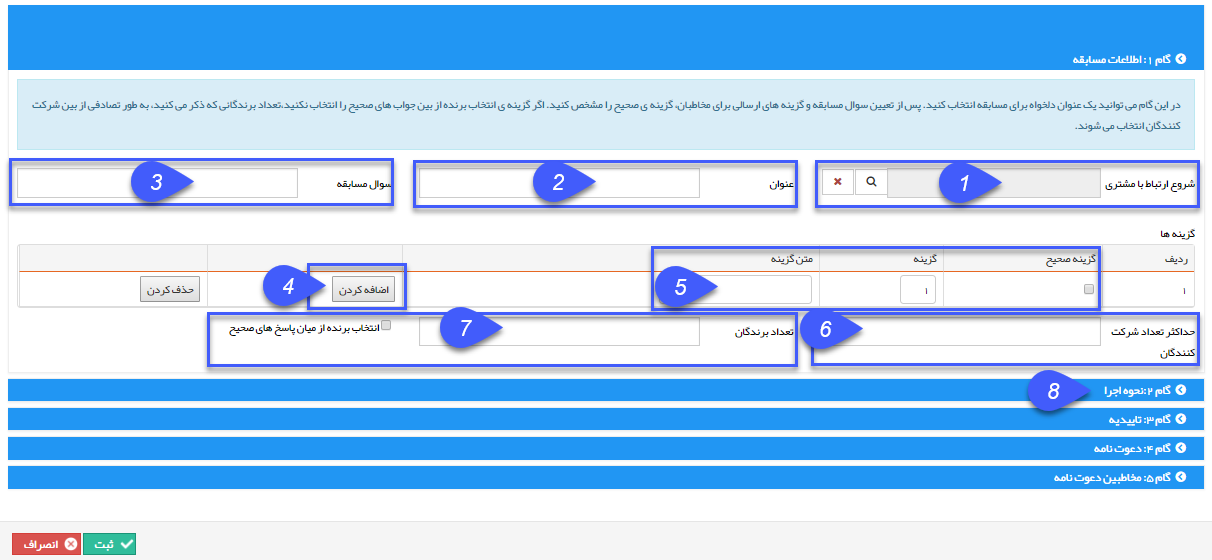 گام ۱: اطلاعات مسابقه
در این گام می توانید یک عنوان دلخواه برای مسابقه انتخاب کنید. پس از تعیین سوال مسابقه و گزینه های ارسالی برای مخاطبان، گزینه ی صحیح را مشخص کنید. اگر گزینه ی انتخاب برنده از بین جواب های صحیح را انتخاب نکنید،تعداد برندگانی که ذکر می کنید، به طور تصادفی از بین شرکت
کنندگان انتخاب می شوند.
شروع ارتباط با مشتری 1 عنوان 2 سوال مسابقه 3
گزینه ها
ردیف گزینه صحیح گزینه متن گزینه
۱ ۱ 5 اضافه کردن 4 حذف کردن
حداکثر تعداد شرکت 6 تعداد برندگان 7 انتخاب برنده از میان پاسخ های صحیح
کنندگان
گام ۲:نحوه اجرا 8
گام ۳: تاییدیه
گام ۴: دعوت نامه
گام ۵: مخاطبین دعوت نامه
ثبت انصراف